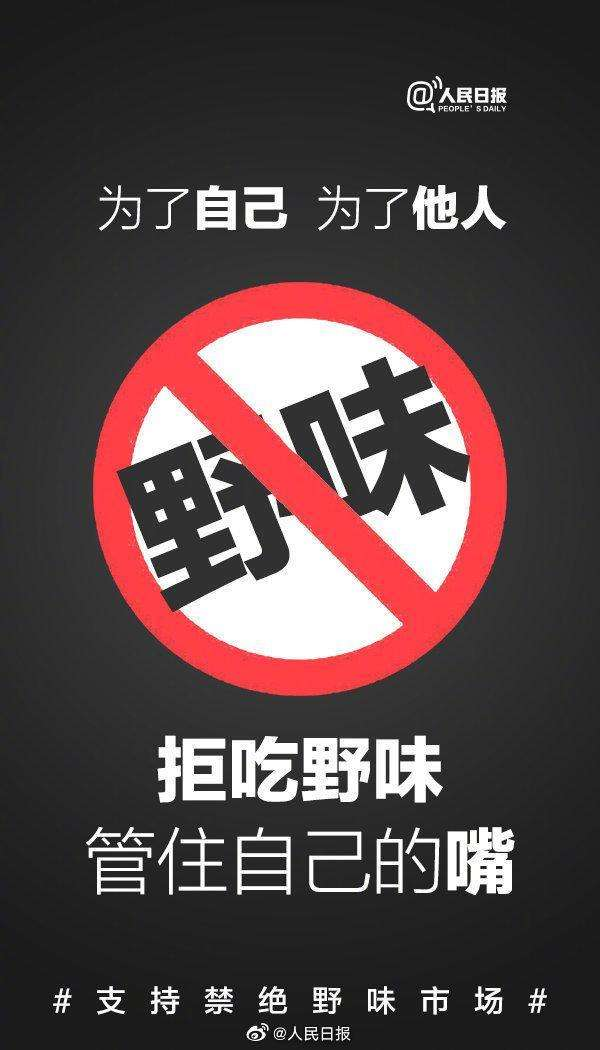 @人民日报
PEOPLE'S DAILY
为了自己 为了他人
野味
拒吃野味
管住自己的嘴
#支持禁绝野味市场#
@人民日报